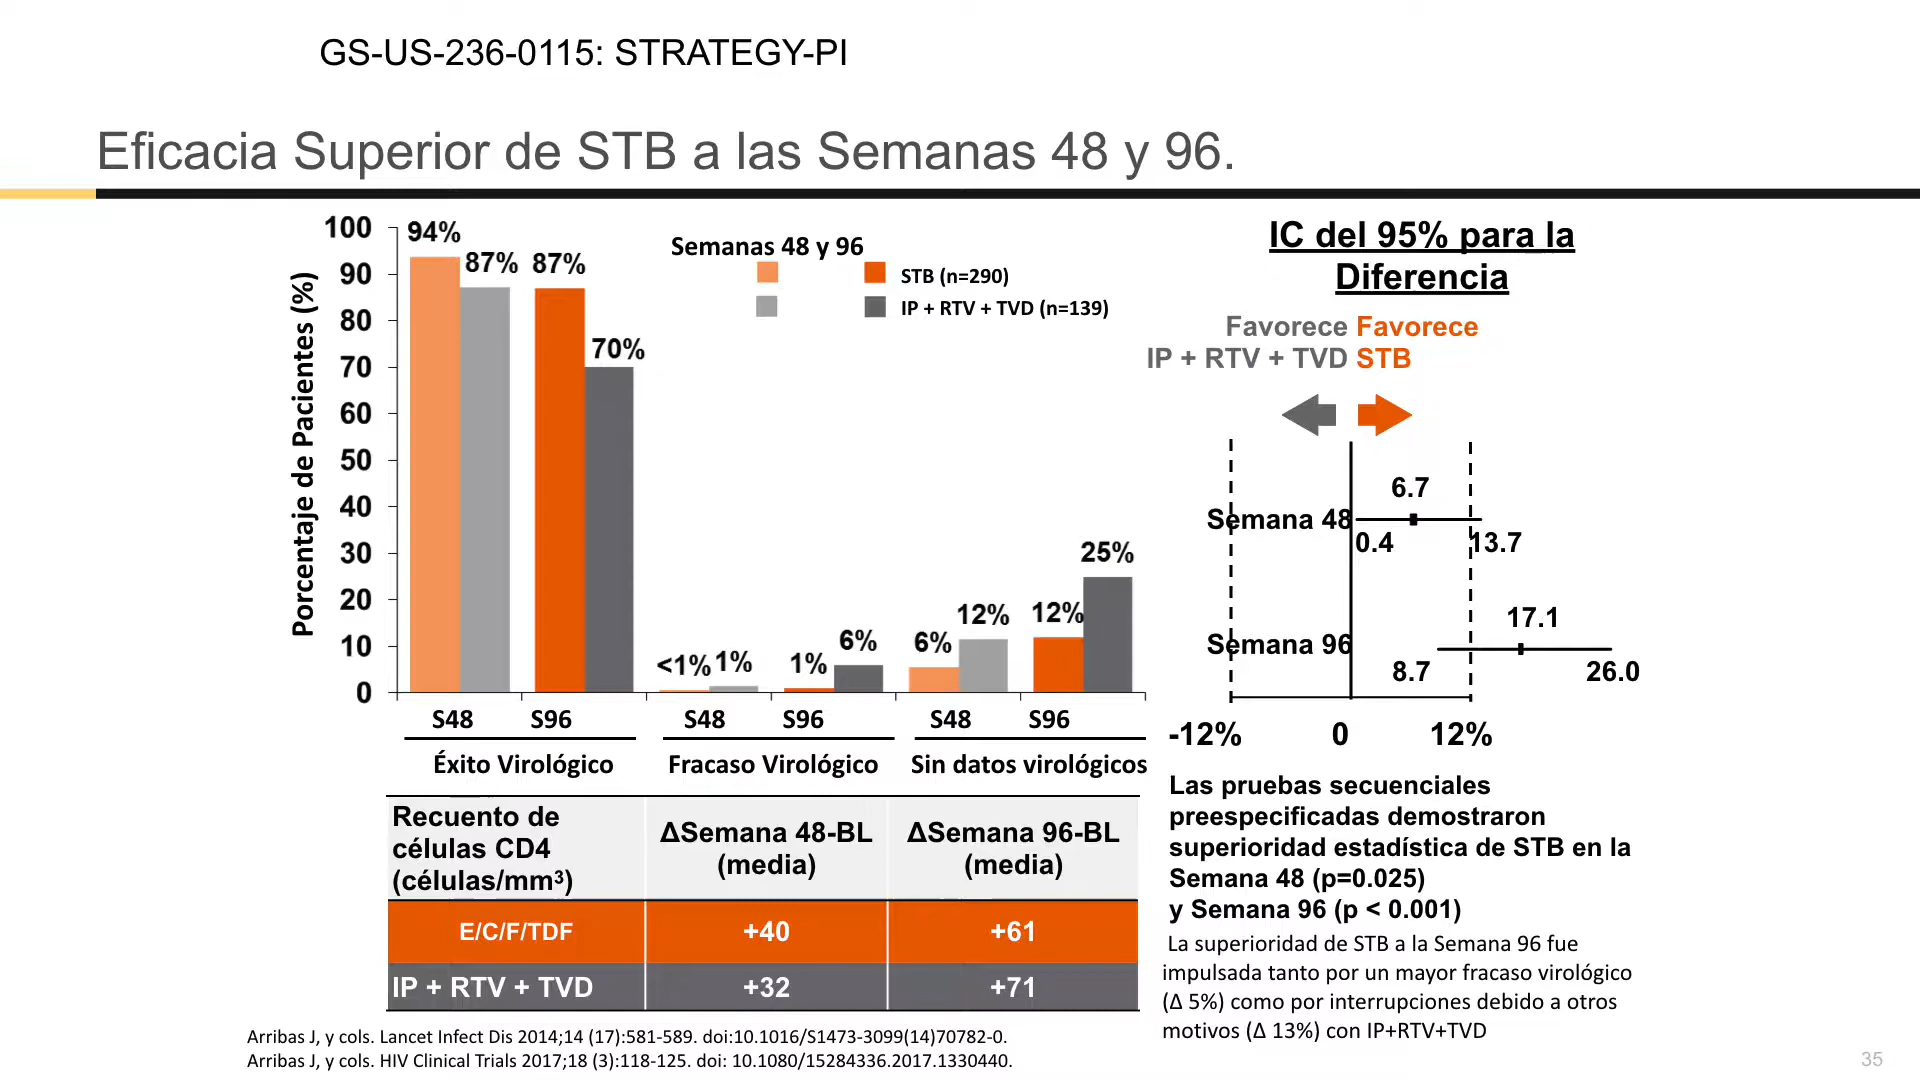 GS-US-236-0115: STRATEGY-PI
Eficacia Superior de STB a las Semanas 48 y 96.
Porcentaje de Pacientes (%)
100
90
80
70
60
50
40
30
20
10
0
94%
87%
87%
70%
<1%
1%
1%
6%
6%
12%
12%
25%
Semanas 48 y 96
STB (n=290)
IP + RTV + TVD (n=139)
S48
S96
S48
S96
S48
S96
Éxito Virológico
Fracaso Virológico
Sin datos virológicos
IC del 95% para la
Diferencia
Favorece
IP + RTV + TVD
Favorece
STB
6.7
Semana 48
0.4
13.7
17.1
Semana 96
8.7
26.0
-12%
0
12%
Las pruebas secuenciales
preespecificadas demostraron
superioridad estadística de STB en la
Semana 48 (p=0.025)
y Semana 96 (p < 0.001)
La superioridad de STB a la Semana 96 fue
impulsada tanto por un mayor fracaso virológico
(Δ 5%) como por interrupciones debido a otros
motivos (Δ 13%) con IP+RTV+TVD
Recuento de
células CD4
(células/mm³)
ΔSemana 48-BL
(media)
ΔSemana 96-BL
(media)
E/C/F/TDF
+40
+61
IP + RTV + TVD
+32
+71
Arribas J, y cols. Lancet Infect Dis 2014;14 (17):581-589. doi:10.1016/S1473-3099(14)70782-0.
Arribas J, y cols. HIV Clinical Trials 2017;18 (3):118-125. doi: 10.1080/15284336.2017.1330440.
35